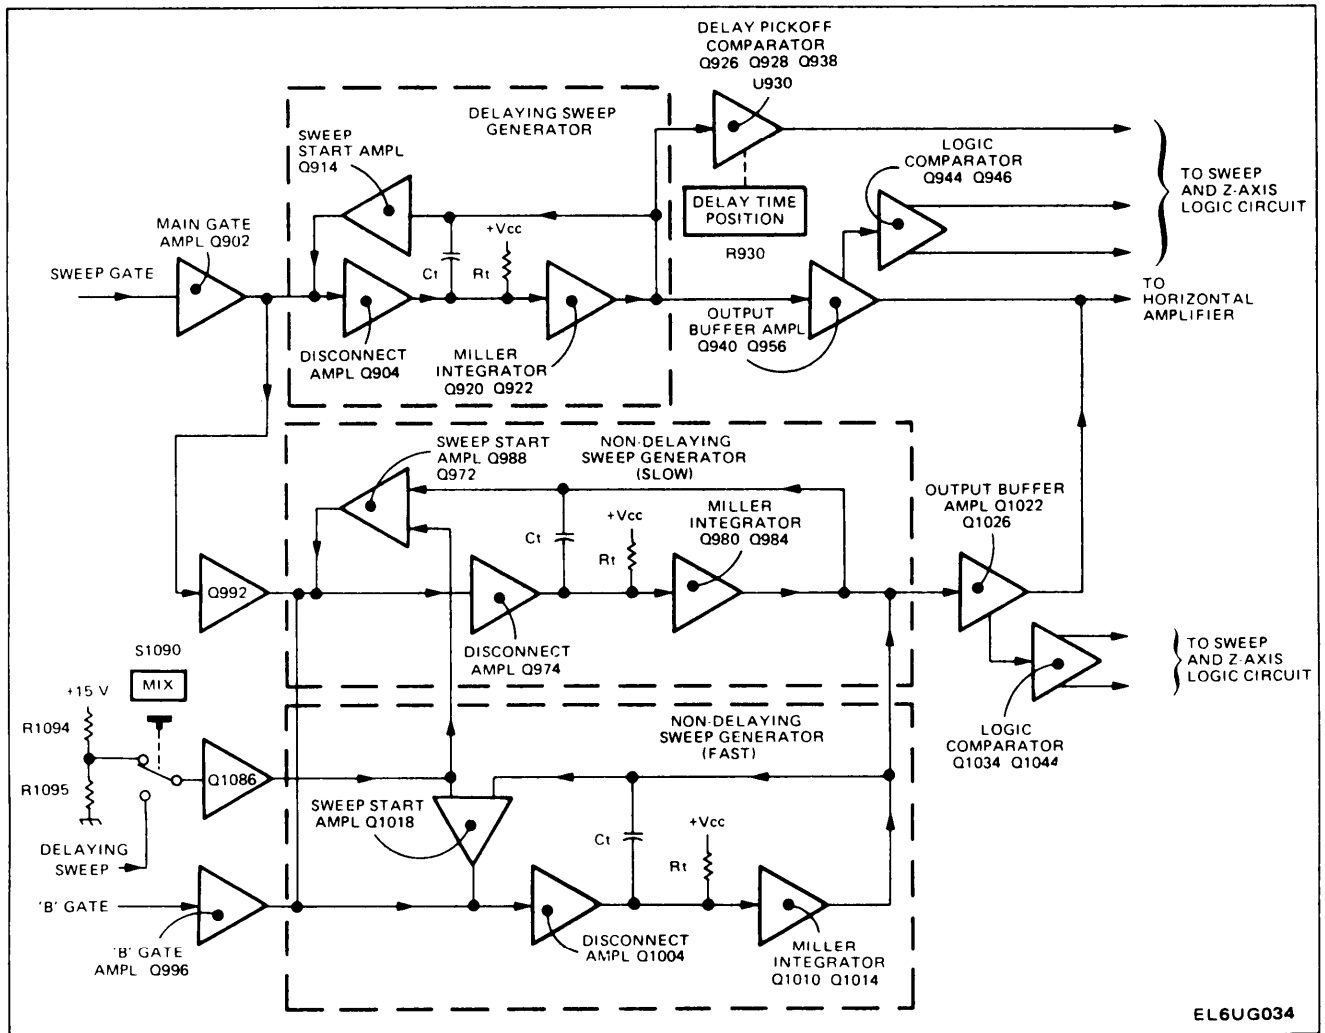 DELAY PICKOFF
COMPARATOR
Q926 Q928 Q938
U930
DELAYING SWEEP
GENERATOR
SWEEP
START AMPL
Q914
LOGIC
COMPARATOR
Q944 Q946
TO SWEEP
AND Z-AXIS
LOGIC CIRCUIT
DELAY TIME
POSITION
R930
MAIN GATE
AMPL Q902
SWEEP GATE
+Vcc
Ct
Rt
TO
HORIZONTAL
AMPLIFIER
OUTPUT
BUFFER AMPL
Q940 Q956
DISCONNECT
AMPL Q904
MILLER
INTEGRATOR
Q920 Q922
SWEEP START
AMPL Q988
Q972
NON-DELAYING
SWEEP GENERATOR
(SLOW)
+Vcc
Ct
Rt
MILLER
INTEGRATOR
Q980 Q984
OUTPUT BUFFER
AMPL Q1022
Q1026
Q992
DISCONNECT
AMPL Q974
TO SWEEP
AND Z-AXIS
LOGIC CIRCUIT
LOGIC
COMPARATOR
Q1034 Q1044
S1090
MIX
+15 V
R1094
R1095
Q1086
DELAYING
SWEEP
NON-DELAYING
SWEEP GENERATOR
(FAST)
SWEEP START
AMPL Q1018
+Vcc
Ct
Rt
'B' GATE
'B' GATE
AMPL Q996
DISCONNECT
AMPL Q1004
MILLER
INTEGRATOR
Q1010 Q1014
EL6UG034